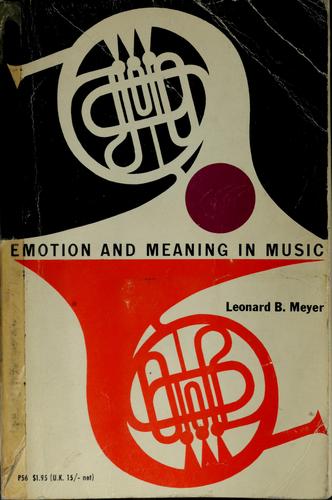 EMOTION AND MEANING IN MUSIC
Leonard B. Meyer
P56 $1.95 (U.K. 15/- net)